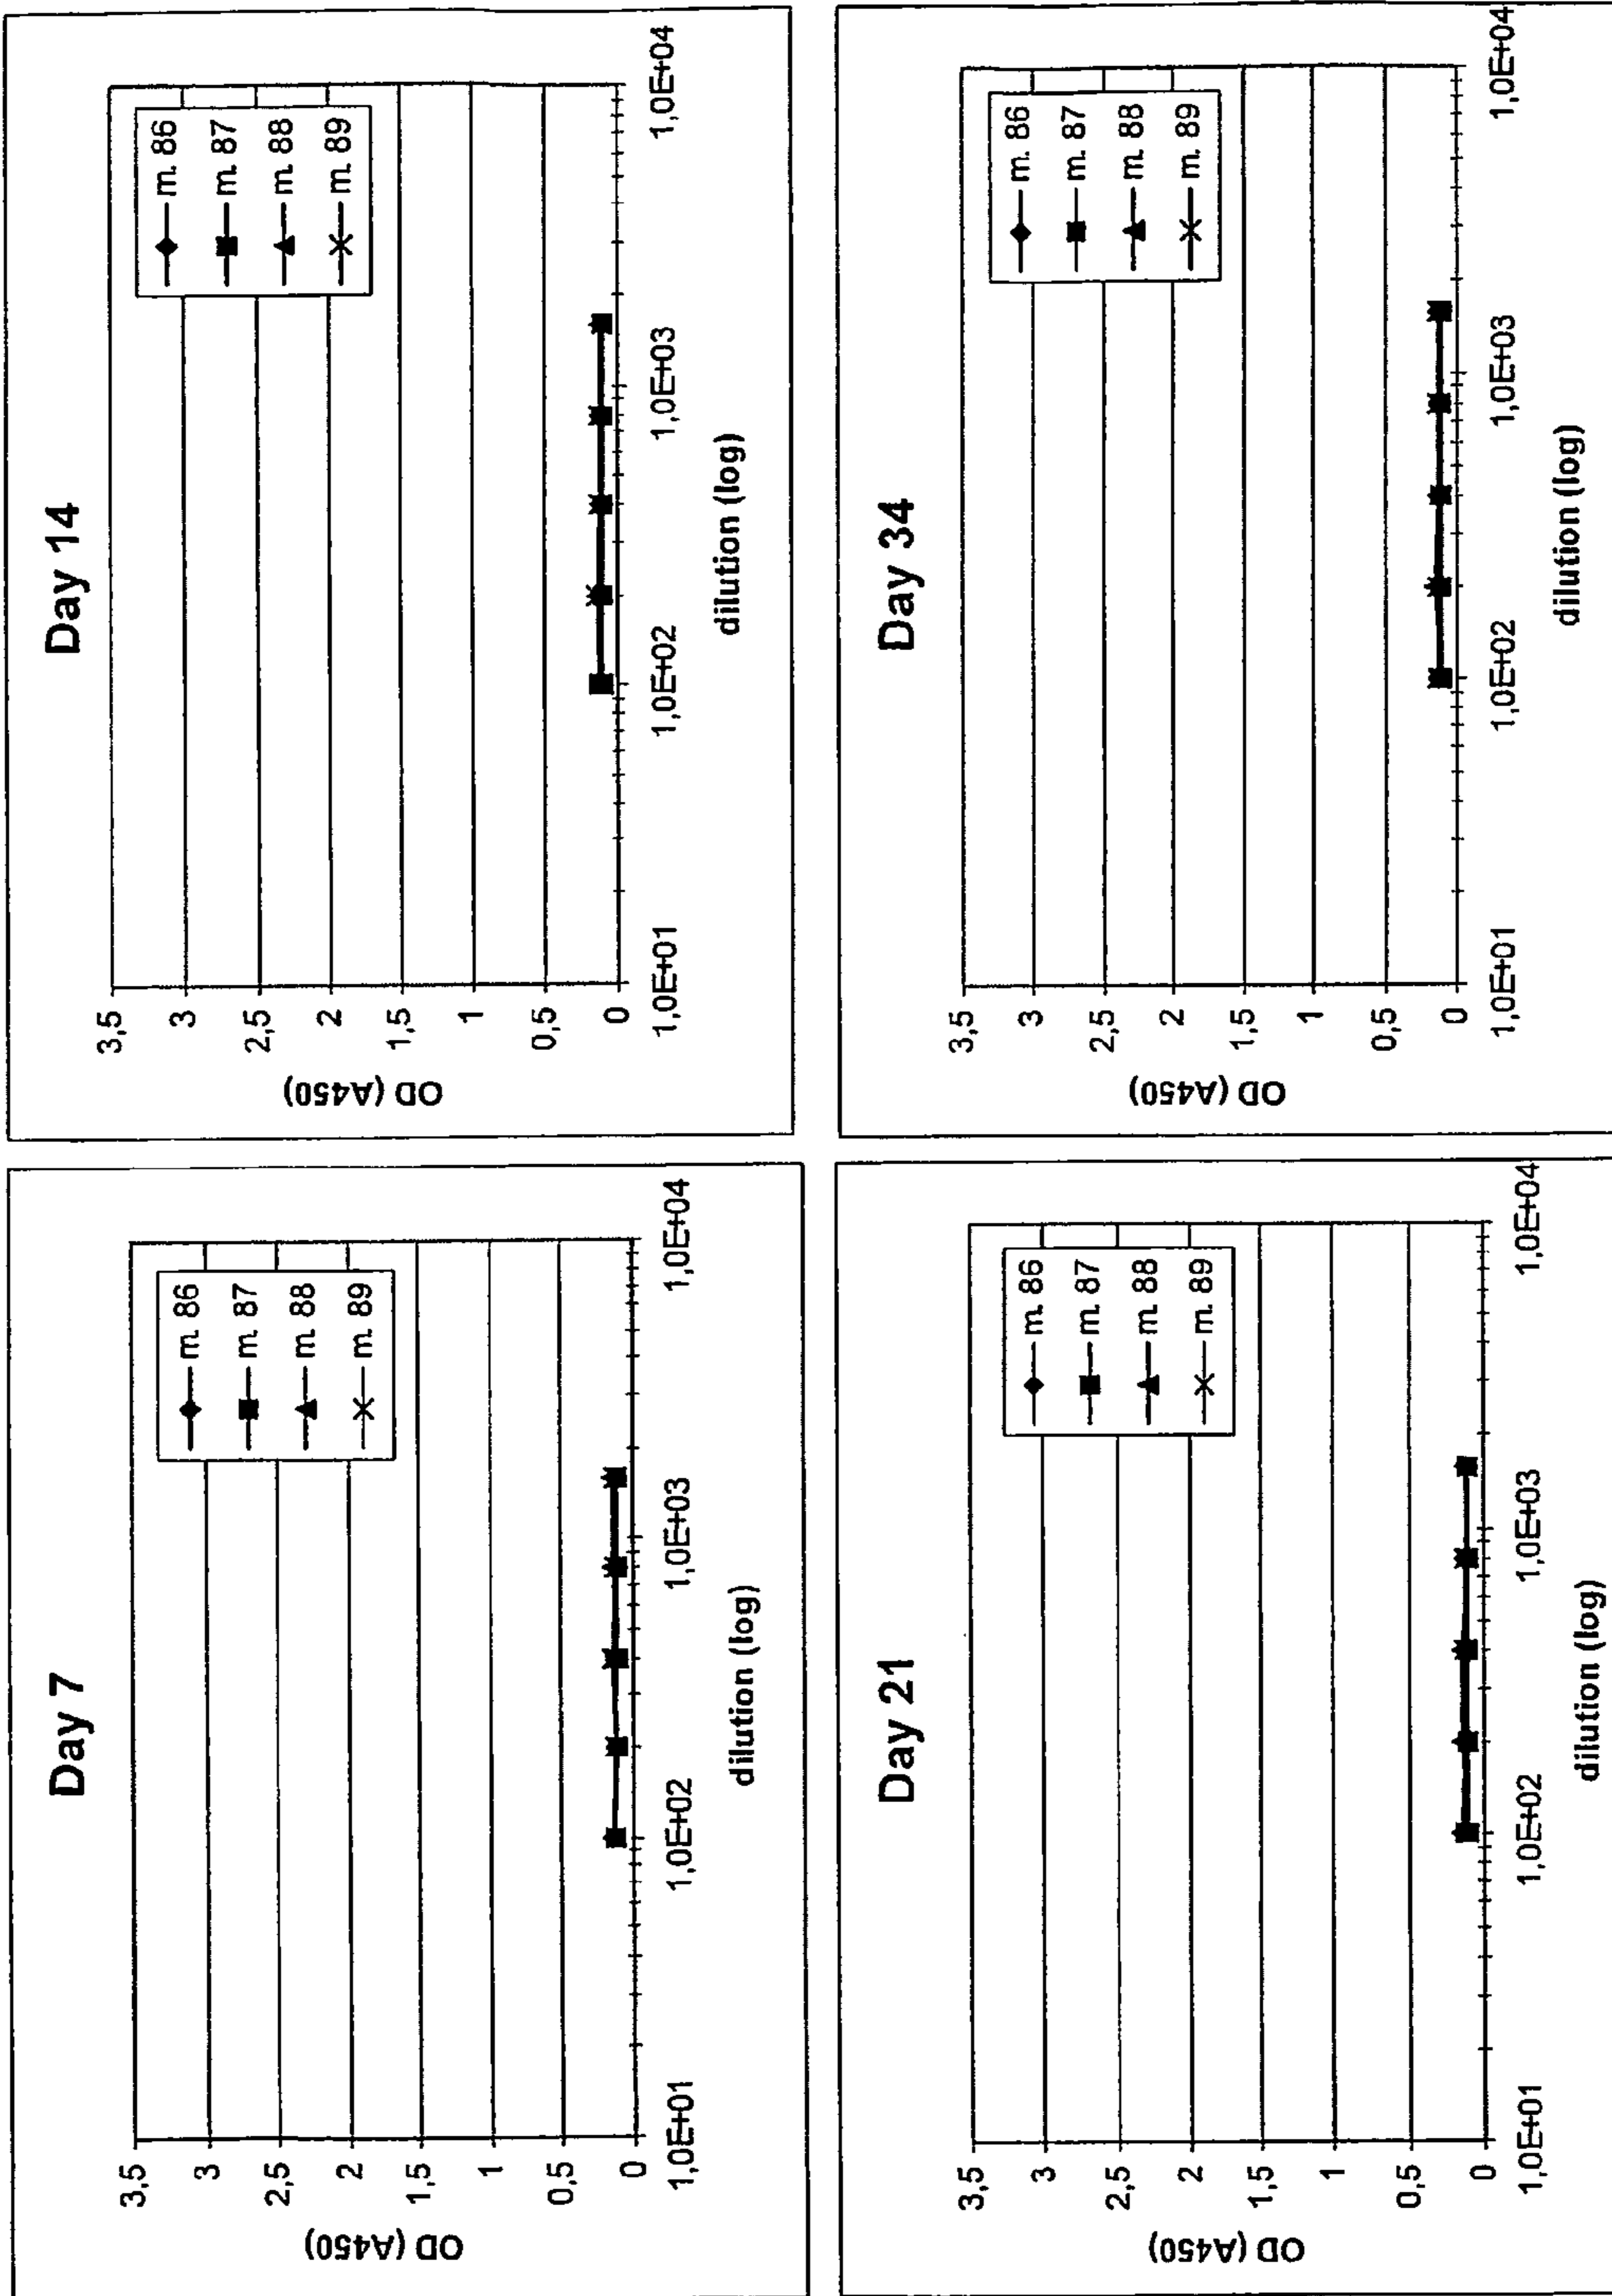 Day 7
3,5
3
2,5
2
1,5
1
0,5
0
OD (A450)
1,0E+01
1,0E+02
1,0E+03
1,0E+04
dilution (log)
m. 86
m. 87
m. 88
m. 89
Day 14
3,5
3
2,5
2
1,5
1
0,5
0
OD (A450)
1,0E+01
1,0E+02
1,0E+03
1,0E+04
dilution (log)
m. 86
m. 87
m. 88
m. 89
Day 21
3,5
3
2,5
2
1,5
1
0,5
0
OD (A450)
1,0E+01
1,0E+02
1,0E+03
1,0E+04
dilution (log)
m. 86
m. 87
m. 88
m. 89
Day 34
3,5
3
2,5
2
1,5
1
0,5
0
OD (A450)
1,0E+01
1,0E+02
1,0E+03
1,0E+04
dilution (log)
m. 86
m. 87
m. 88
m. 89